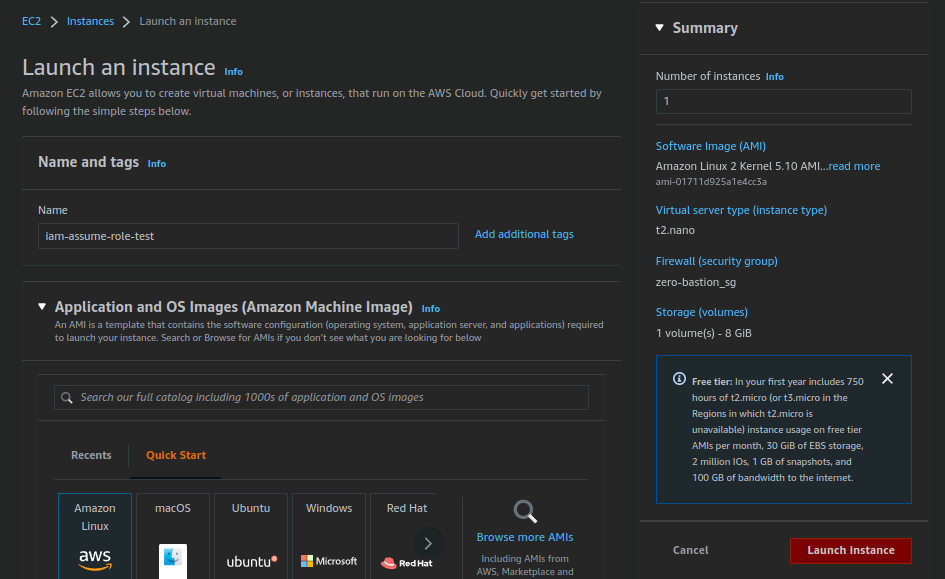 EC2 > Instances > Launch an instance
Launch an instance Info
Amazon EC2 allows you to create virtual machines, or instances, that run on the AWS Cloud. Quickly get started by
following the simple steps below.
Name and tags Info
Name
iam-assume-role-test
Add additional tags
Application and OS Images (Amazon Machine Image) Info
An AMI is a template that contains the software configuration (operating system, application server, and applications) required
to launch your instance. Search or Browse for AMIs if you don't see what you are looking for below
Search our full catalog including 1000s of application and OS images
Recents
Quick Start
Amazon
Linux
aws
macOS
Ubuntu
ubuntu
Windows
Microsoft
Red Hat
Red Hat
Browse more AMIs
Including AMIs from
AWS, Marketplace and
Summary
Number of instances Info
1
Software Image (AMI)
Amazon Linux 2 Kernel 5.10 AMI...read more
ami-01711d925a1e4cc3a
Virtual server type (instance type)
t2.nano
Firewall (security group)
zero-bastion_sg
Storage (volumes)
1 volume(s) - 8 GiB
Free tier: In your first year includes 750
hours of t2.micro (or t3.micro in the
Regions in which t2.micro is
unavailable) instance usage on free tier
AMIs per month, 30 GiB of EBS storage,
2 million IOs, 1 GB of snapshots, and
100 GB of bandwidth to the internet.
Cancel
Launch instance